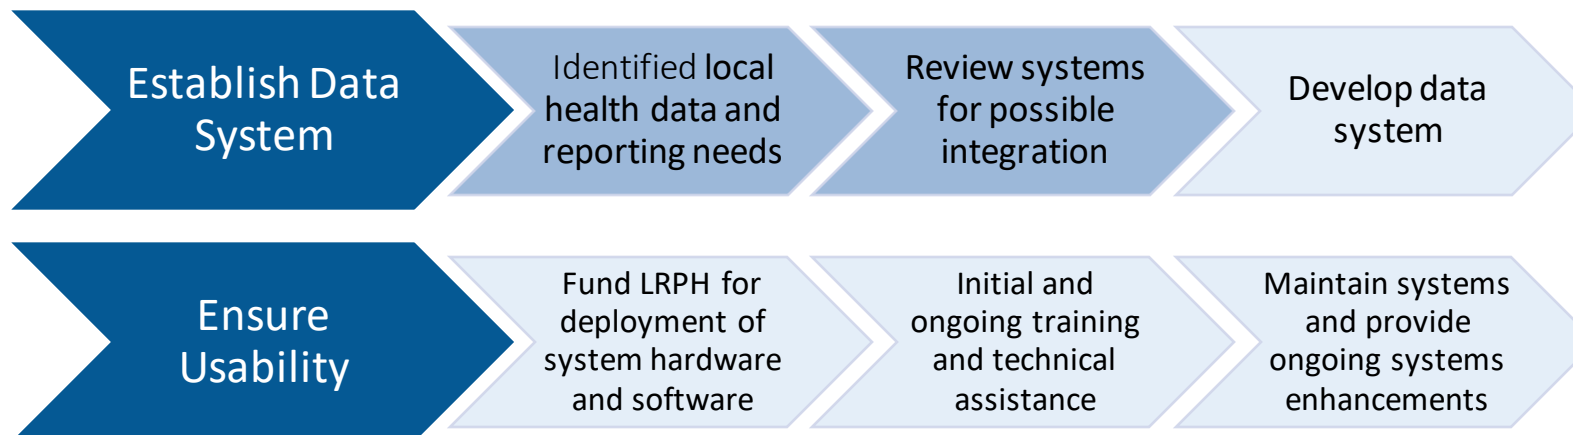 Establish Data
System
Identified local
health data and
reporting needs
Review systems
for possible
integration
Develop data
system
Ensure
Usability
Fund LRPH for
deployment of
system hardware
and software
Initial and
ongoing training
and technical
assistance
Maintain systems
and provide
ongoing systems
enhancements